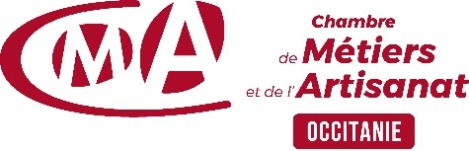 CMA
Chambre
de Métiers
et de l'Artisanat
OCCITANIE